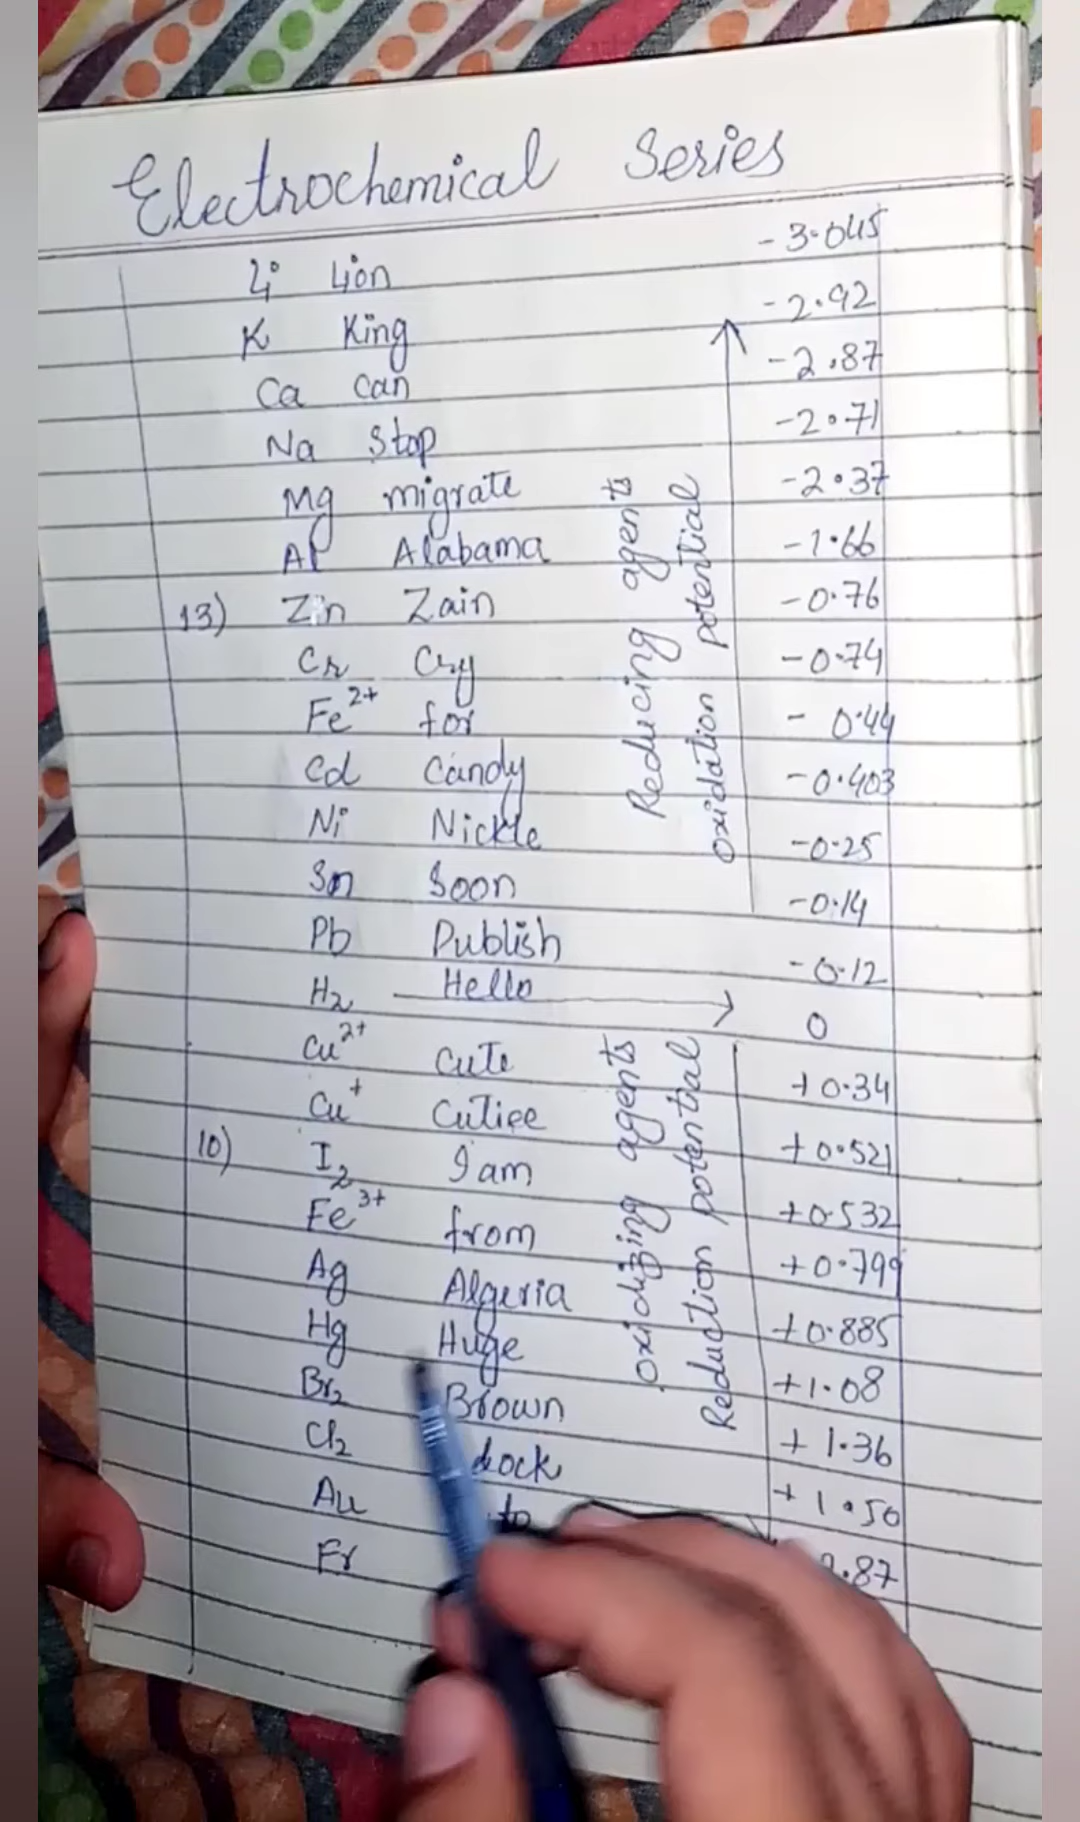 Electrochemical Series
Li Lion -3.045
K King -2.92
Ca can -2.87
Na Stop -2.71
Mg migrate -2.37
Al Alabama -1.66
13) Zin Zain -0.76
Cr Cry -0.74
Fe2+ for - 0.44
Cd Candy -0.403
Ni Nickle -0.25
Sn Soon -0.14
Pb Publish -0.12
H2 Hello 0
Cu2+ Cute +0.34
Cu+ Cutiee +0.521
10) I2 I am +0.532
Fe3+ from +0.799
Ag Algeria +0.885
Hg Huge +1.08
Br2 Brown + 1.36
Cl2 lock + 1.50
Au to .87
Fr
Reducing agents
oxidation potential
oxidizing agents
Reduction potential